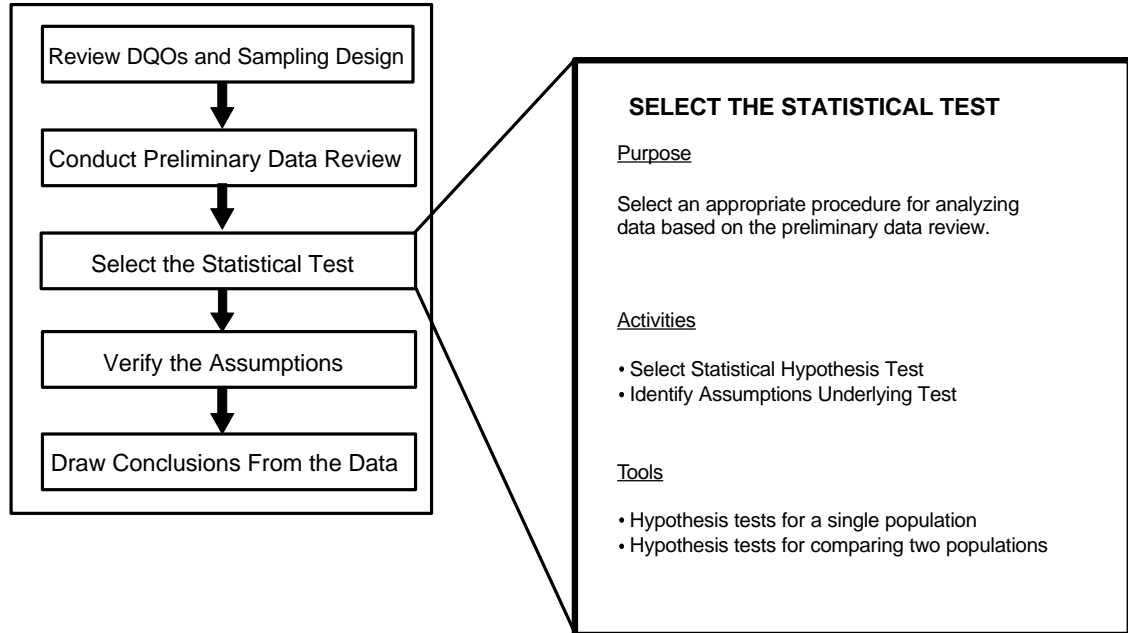 Review DQOs and Sampling Design
Conduct Preliminary Data Review
Select the Statistical Test
Verify the Assumptions
Draw Conclusions From the Data
SELECT THE STATISTICAL TEST
Purpose
Select an appropriate procedure for analyzing
data based on the preliminary data review.
Activities
• Select Statistical Hypothesis Test
• Identify Assumptions Underlying Test
Tools
• Hypothesis tests for a single population
• Hypothesis tests for comparing two populations